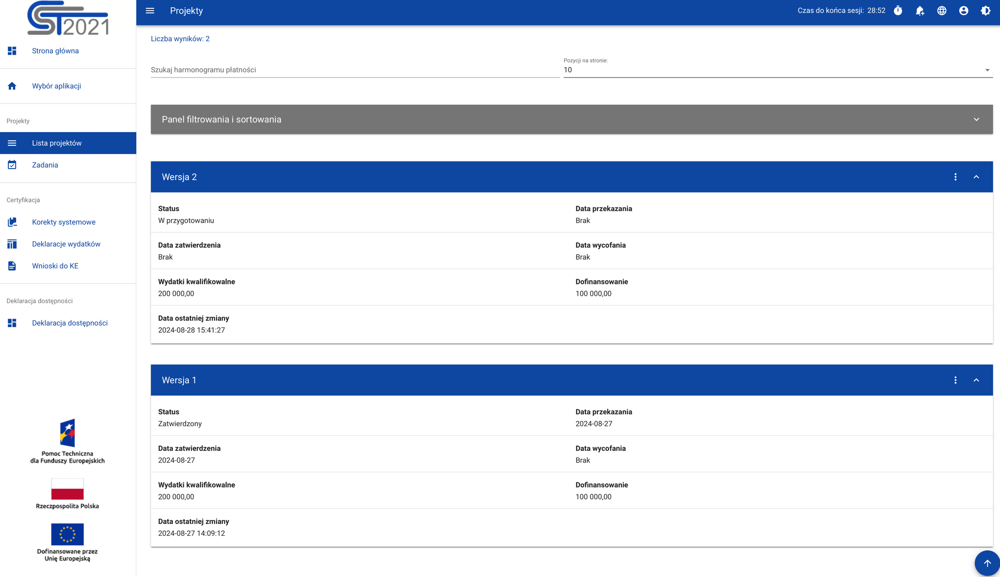 CST2021
Projekty
Czas do końca sesji: 28:52
Strona główna
Wybór aplikacji
Projekty
Lista projektów
Zadania
Certyfikacja
Korekty systemowe
Deklaracje wydatków
Wnioski do KE
Deklaracja dostępności
Deklaracja dostępności
Pomoc Techniczna
dla Funduszy Europejskich
Rzeczpospolita Polska
Dofinansowane przez
Unię Europejską
Liczba wyników: 2
Szukaj harmonogramu płatności
Pozycji na stronie:
10
Panel filtrowania i sortowania
Wersja 2
Status
W przygotowaniu
Data przekazania
Brak
Data zatwierdzenia
Brak
Data wycofania
Brak
Wydatki kwalifikowalne
200 000,00
Dofinansowanie
100 000,00
Data ostatniej zmiany
2024-08-28 15:41:27
Wersja 1
Status
Zatwierdzony
Data przekazania
2024-08-27
Data zatwierdzenia
2024-08-27
Data wycofania
Brak
Wydatki kwalifikowalne
200 000,00
Dofinansowanie
100 000,00
Data ostatniej zmiany
2024-08-27 14:09:12